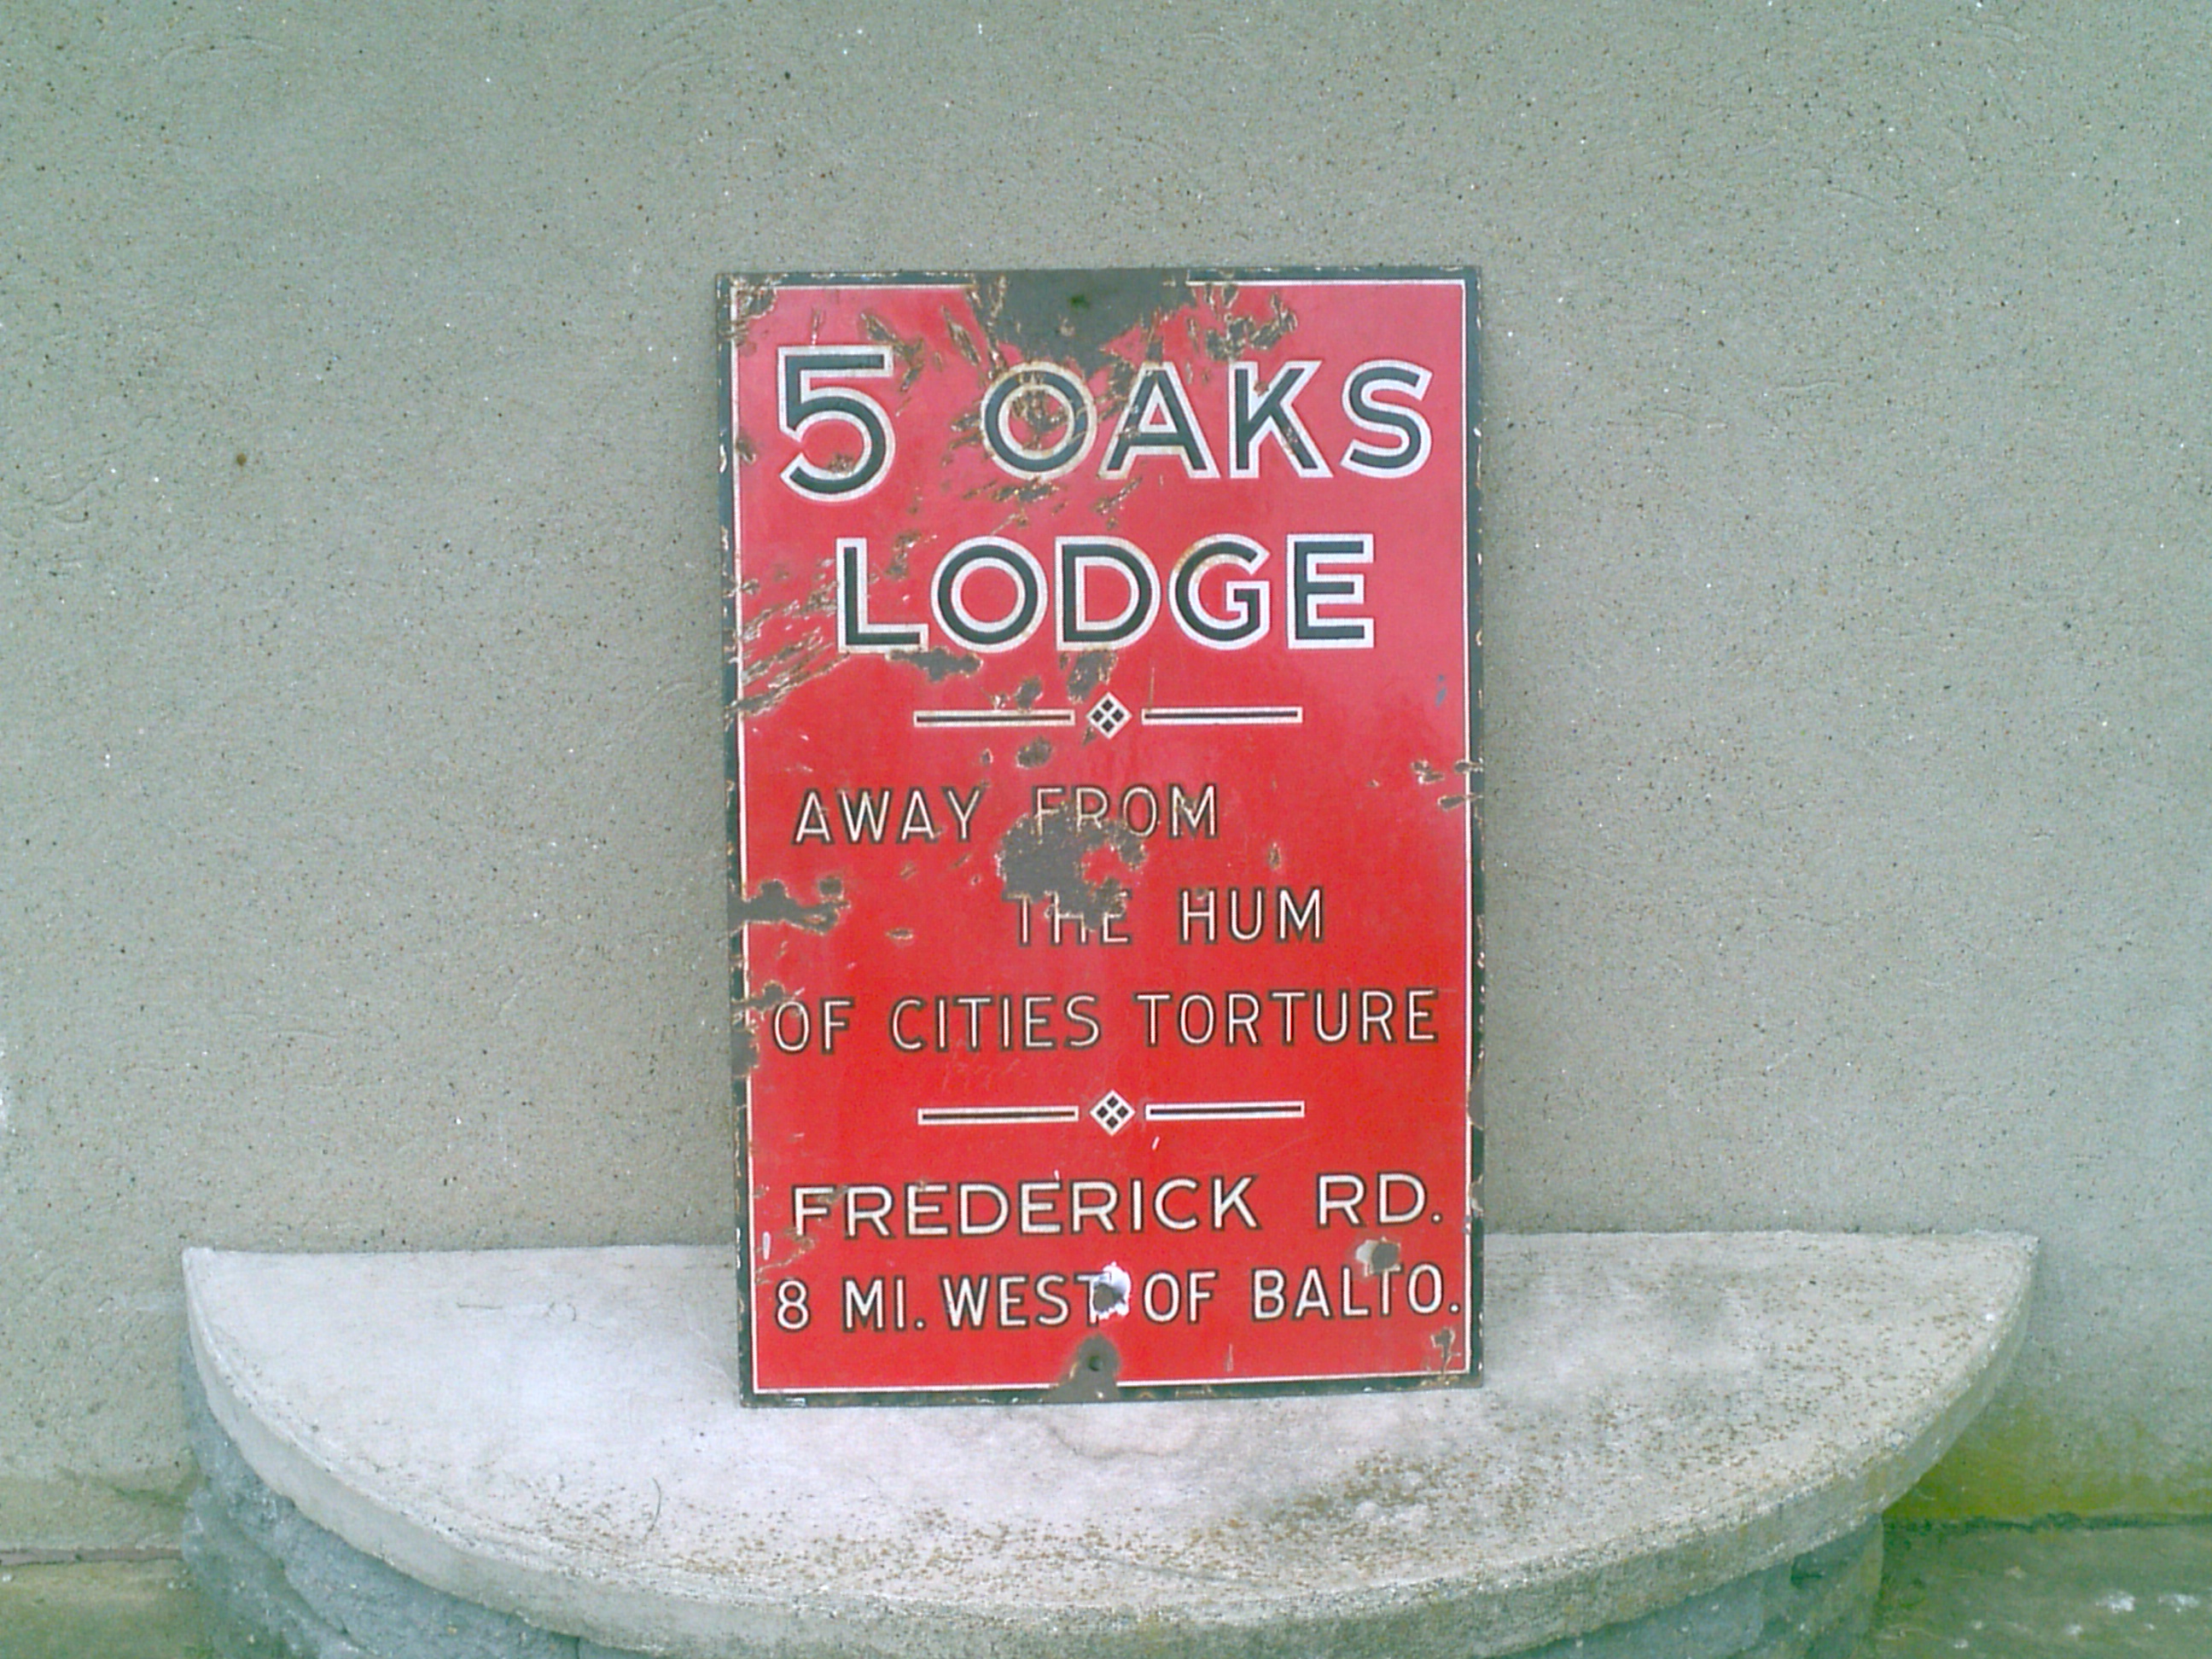 5 OAKS
LODGE
AWAY FROM
THE HUM
OF CITIES TORTURE
FREDERICK RD.
8 MI. WEST OF BALTO.